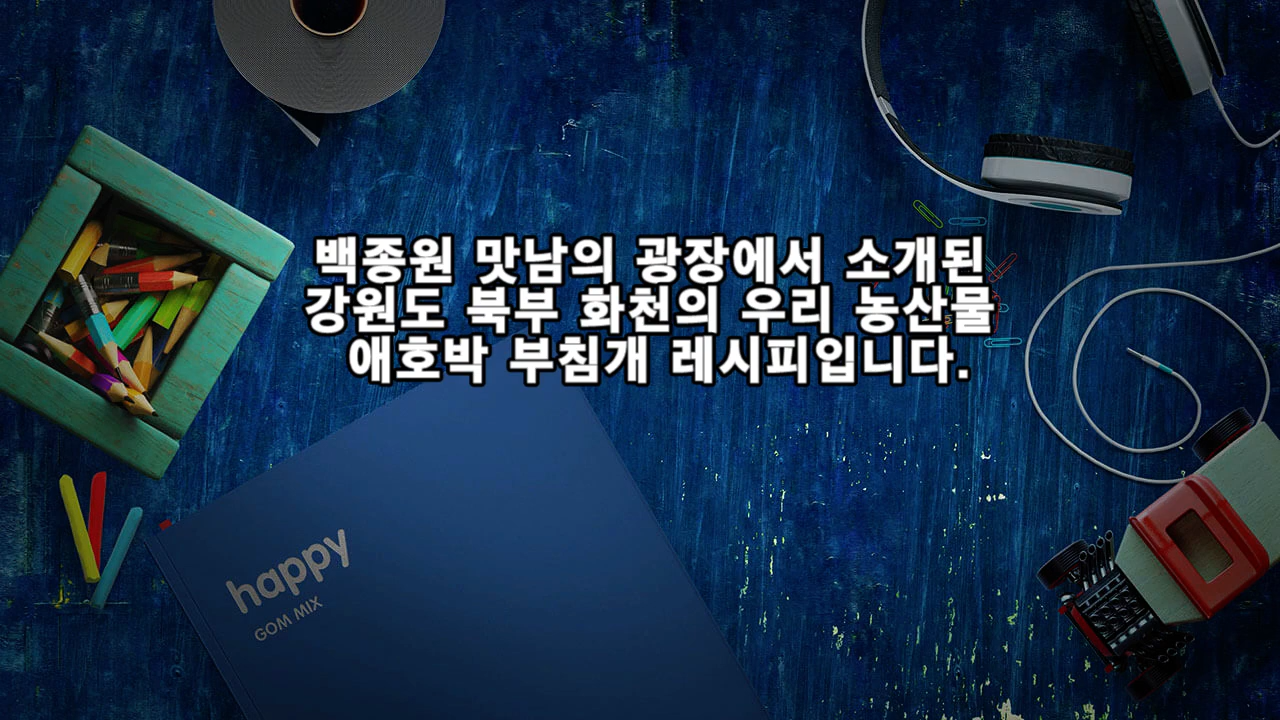 백종원 맛남의 광장에서 소개된
강원도 북부 화천의 우리 농산물
애호박 부침개 레시피입니다.
happy
GOM MIX